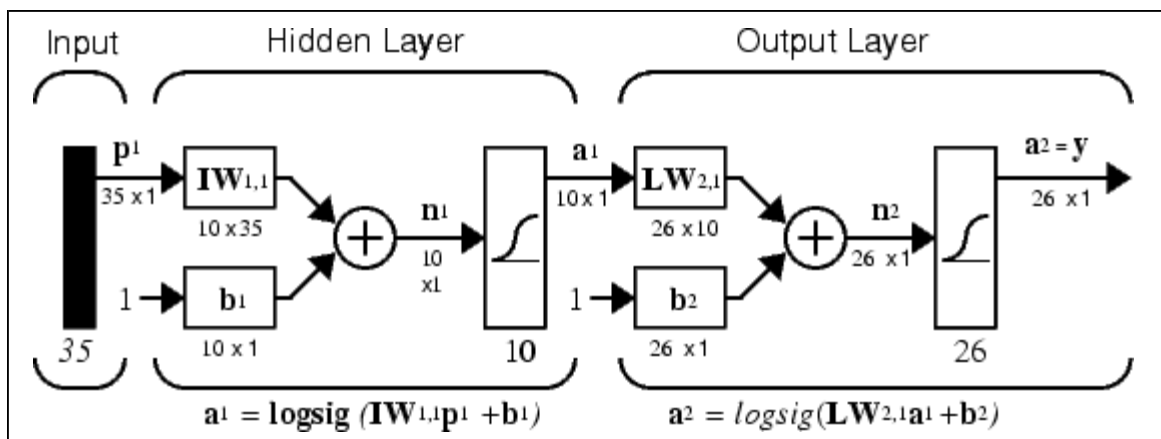 Input Hidden Layer Output Layer
p1 a1 a2 = y
IW1,1 LW2,1
35 x 1 10 x 1 26 x 1
n1 n2
10 x 35 26 x 10
10 x1 26 x 1
1 b1 1 b2
35 10 x 1 10 26 x 1 26
a1 = logsig (IW1,1p1 +b1) a2 = logsig(LW2,1a1 +b2)